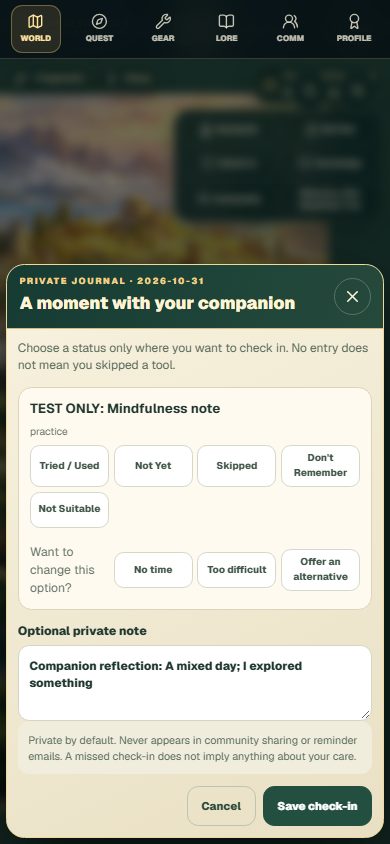 WORLD
QUEST
GEAR
LORE
COMM
PROFILE
PRIVATE JOURNAL · 2026-10-31
A moment with your companion
Choose a status only where you want to check in. No entry does
not mean you skipped a tool.
TEST ONLY: Mindfulness note
practice
Tried / Used
Not Yet
Skipped
Don't
Remember
Not Suitable
Want to
change this
option?
No time
Too difficult
Offer an
alternative
Optional private note
Companion reflection: A mixed day; I explored
something
Private by default. Never appears in community sharing or reminder
emails. A missed check-in does not imply anything about your care.
Cancel
Save check-in